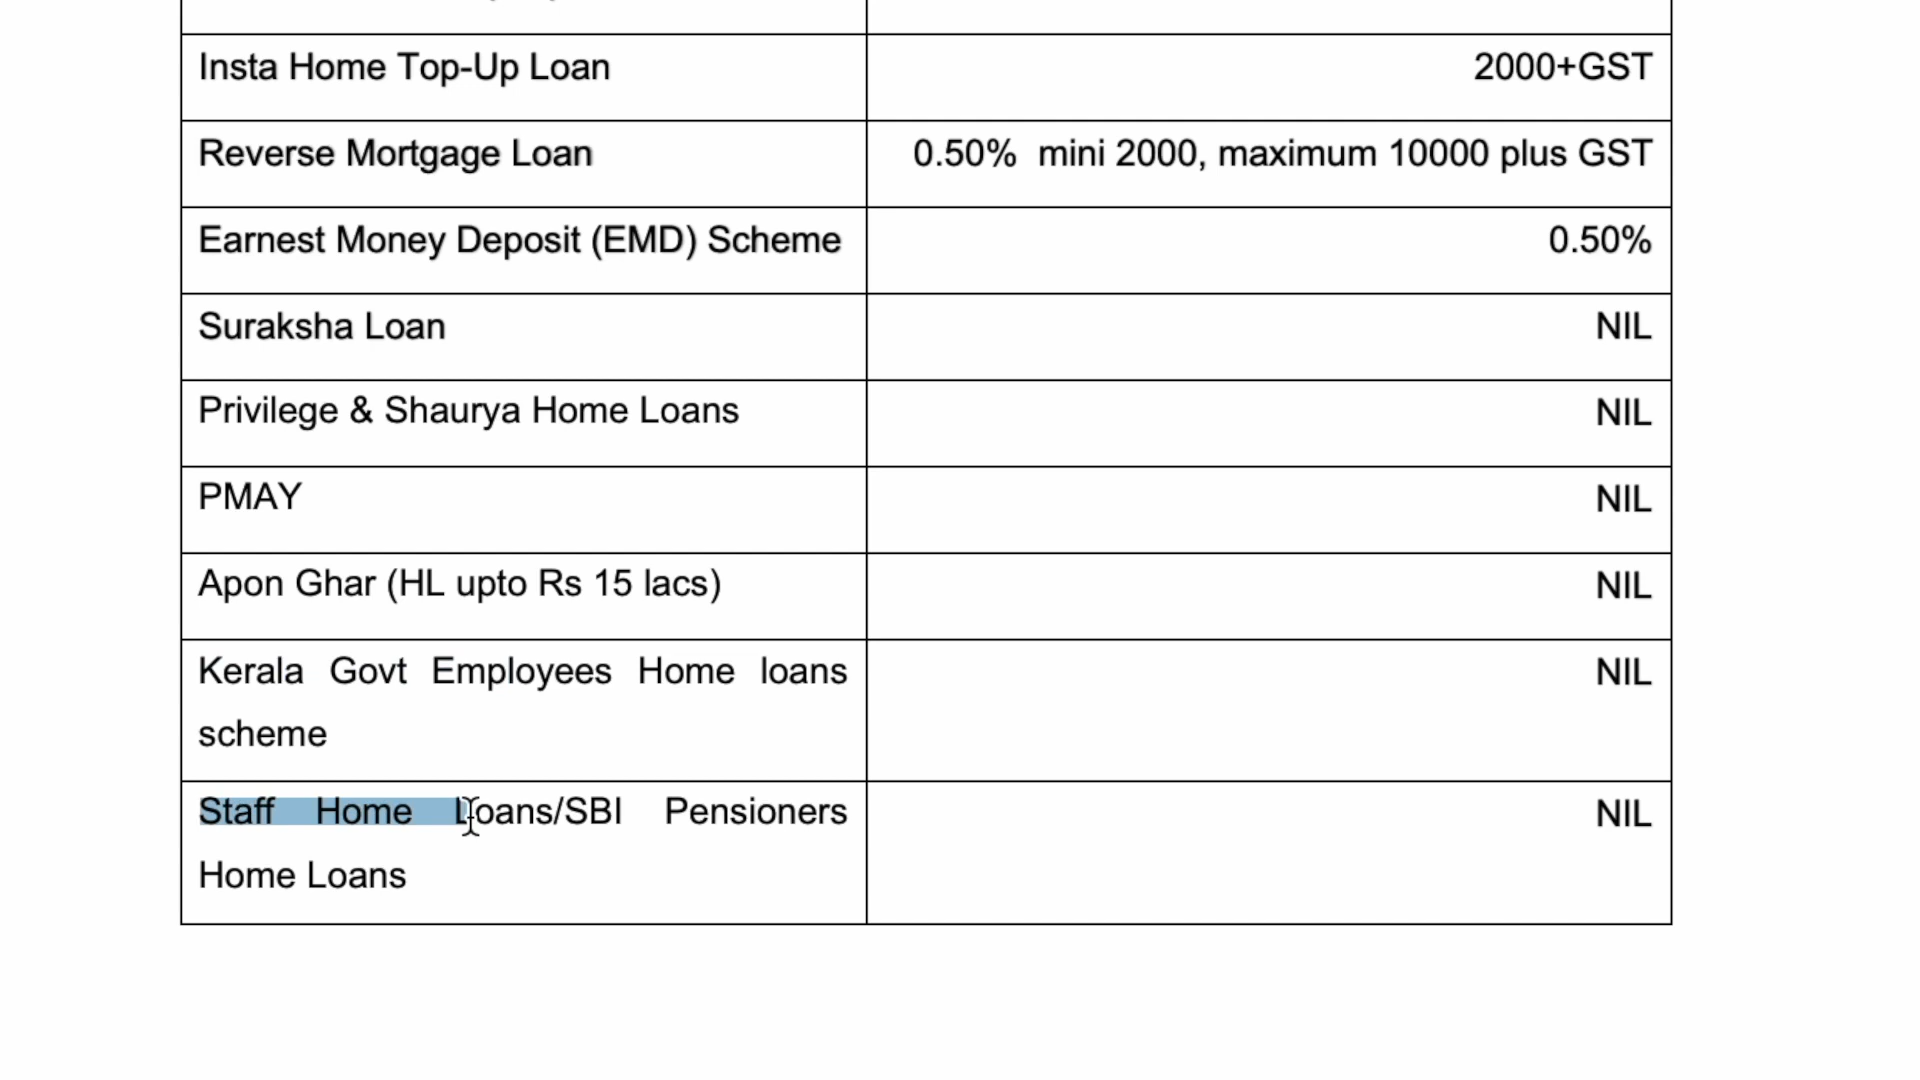 Insta Home Top-Up Loan 2000+GST
Reverse Mortgage Loan 0.50% mini 2000, maximum 10000 plus GST
Earnest Money Deposit (EMD) Scheme 0.50%
Suraksha Loan NIL
Privilege & Shaurya Home Loans NIL
PMAY NIL
Apon Ghar (HL upto Rs 15 lacs) NIL
Kerala Govt Employees Home loans NIL
scheme
Staff Home Loans/SBI Pensioners NIL
Home Loans